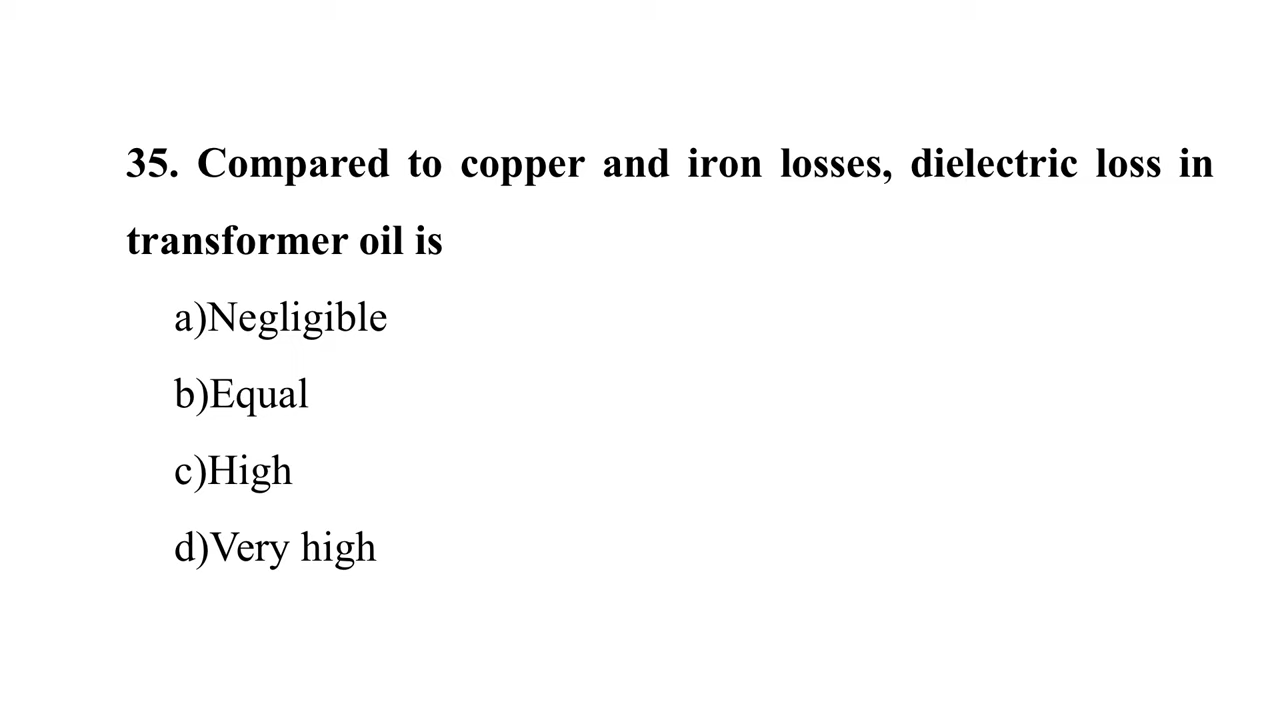 35. Compared to copper and iron losses, dielectric loss in
transformer oil is
a)Negligible
b)Equal
c)High
d)Very high